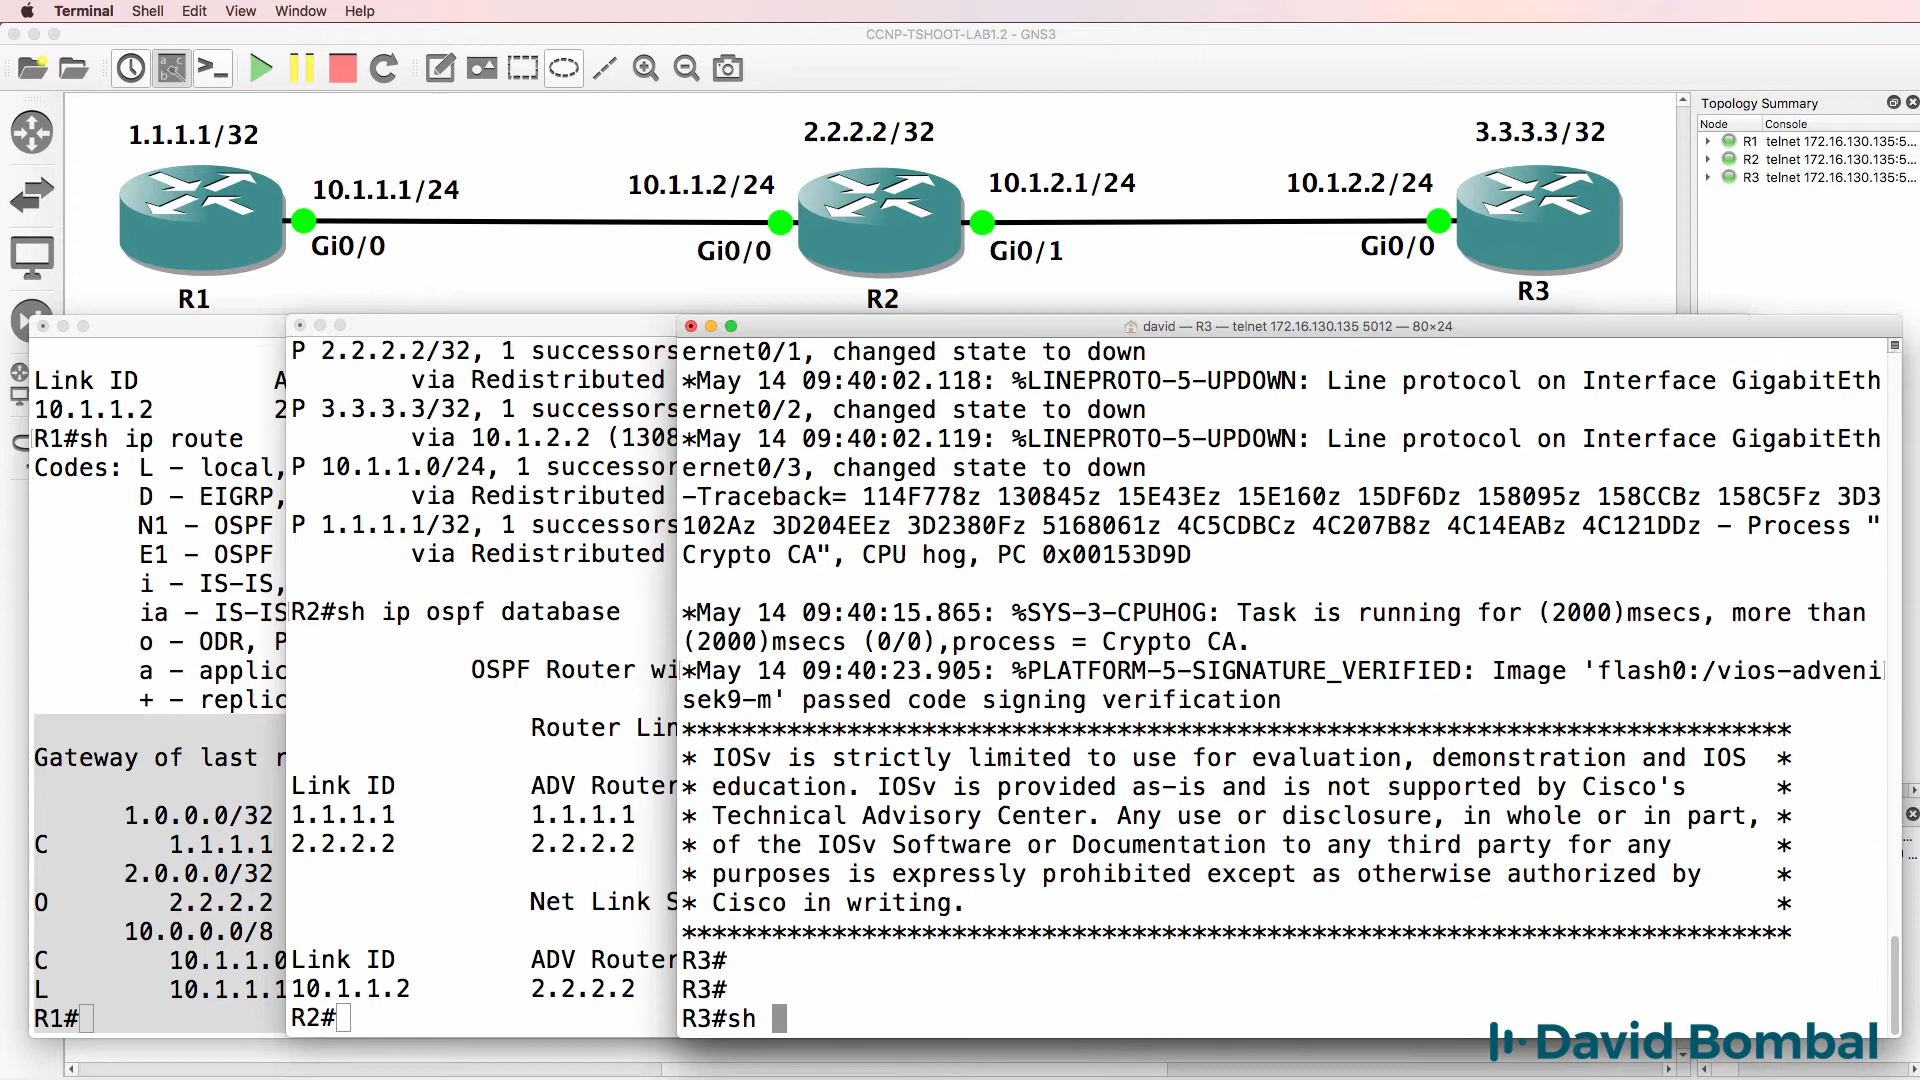 Terminal Shell Edit View Window Help
CCNP-TSHOOT-LAB1.2 - GNS3
Topology Summary
Node Console
R1 telnet 172.16.130.135:5...
R2 telnet 172.16.130.135:5...
R3 telnet 172.16.130.135:5...
1.1.1.1/32
2.2.2.2/32
3.3.3.3/32
10.1.1.1/24
10.1.1.2/24
10.1.2.1/24
10.1.2.2/24
Gi0/0
Gi0/0
Gi0/1
Gi0/0
R1
R2
R3
Link ID A
10.1.1.2 2
R1#sh ip route
Codes: L - local,
D - EIGRP,
N1 - OSPF
E1 - OSPF
i - IS-IS,
ia - IS-IS
o - ODR, P
a - applic
+ - replic
Gateway of last r
1.0.0.0/32
C 1.1.1.1
2.0.0.0/32
O 2.2.2.2
10.0.0.0/8
C 10.1.1.0
L 10.1.1.1
R1#
P 2.2.2.2/32, 1 successors
via Redistributed
P 3.3.3.3/32, 1 successors
via 10.1.2.2 (1308
P 10.1.1.0/24, 1 successor
via Redistributed
P 1.1.1.1/32, 1 successors
via Redistributed
R2#sh ip ospf database
OSPF Router wi
Router Lin
Link ID ADV Router
1.1.1.1 1.1.1.1
2.2.2.2 2.2.2.2
Net Link S
Link ID ADV Router
10.1.1.2 2.2.2.2
R2#
david — R3 — telnet 172.16.130.135 5012 — 80×24
ernet0/1, changed state to down
*May 14 09:40:02.118: %LINEPROTO-5-UPDOWN: Line protocol on Interface GigabitEth
ernet0/2, changed state to down
*May 14 09:40:02.119: %LINEPROTO-5-UPDOWN: Line protocol on Interface GigabitEth
ernet0/3, changed state to down
-Traceback= 114F778z 130845z 15E43Ez 15E160z 15DF6Dz 158095z 158CCBz 158C5Fz 3D3
102Az 3D204EEz 3D2380Fz 5168061z 4C5CDBCz 4C207B8z 4C14EABz 4C121DDz - Process "
Crypto CA", CPU hog, PC 0x00153D9D
*May 14 09:40:15.865: %SYS-3-CPUHOG: Task is running for (2000)msecs, more than
(2000)msecs (0/0),process = Crypto CA.
*May 14 09:40:23.905: %PLATFORM-5-SIGNATURE_VERIFIED: Image 'flash0:/vios-adveni
sek9-m' passed code signing verification
**************************************************************************
* IOSv is strictly limited to use for evaluation, demonstration and IOS *
* education. IOSv is provided as-is and is not supported by Cisco's *
* Technical Advisory Center. Any use or disclosure, in whole or in part, *
* of the IOSv Software or Documentation to any third party for any *
* purposes is expressly prohibited except as otherwise authorized by *
* Cisco in writing. *
**************************************************************************
R3#
R3#
R3#sh
David Bombal